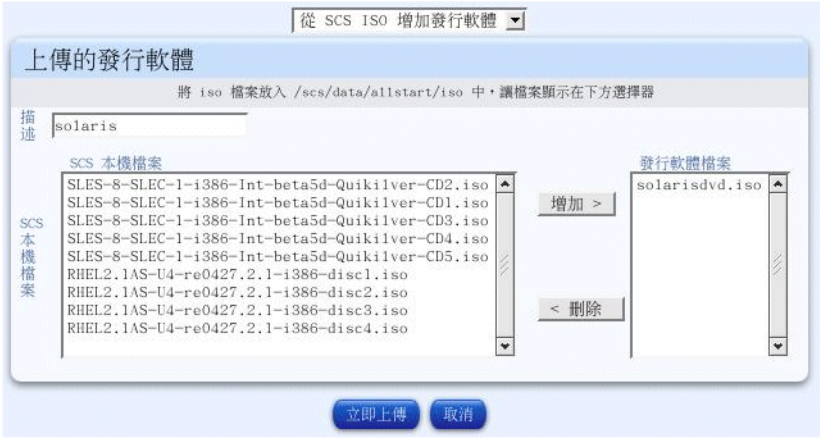 從 SCS ISO 增加發行軟體
上傳的發行軟體
將 iso 檔案放入 /scs/data/allstart/iso 中，讓檔案顯示在下方選擇器
描述
solaris
SCS 本機檔案
發行軟體檔案
SCS 本機檔案
SLES-8-SLEC-1-i386-Int-beta5d-Quikilver-CD2.iso
SLES-8-SLEC-1-i386-Int-beta5d-Quikilver-CD1.iso
SLES-8-SLEC-1-i386-Int-beta5d-Quikilver-CD3.iso
SLES-8-SLEC-1-i386-Int-beta5d-Quikilver-CD4.iso
SLES-8-SLEC-1-i386-Int-beta5d-Quikilver-CD5.iso
RHEL2.1AS-U4-re0427.2.1-i386-disc1.iso
RHEL2.1AS-U4-re0427.2.1-i386-disc2.iso
RHEL2.1AS-U4-re0427.2.1-i386-disc3.iso
RHEL2.1AS-U4-re0427.2.1-i386-disc4.iso
增加 >
< 刪除
solarisdvd.iso
立即上傳
取消